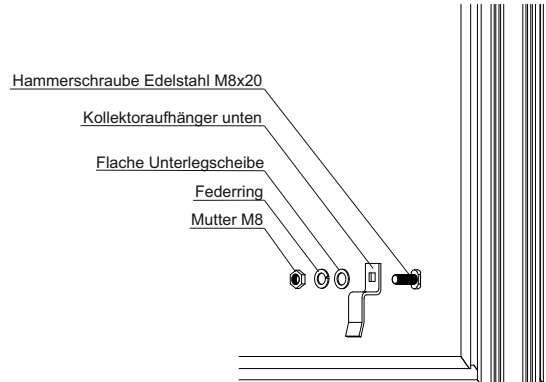 Hammerschraube Edelstahl M8x20
Kollektoraufhänger unten
Flache Unterlegscheibe
Federring
Mutter M8